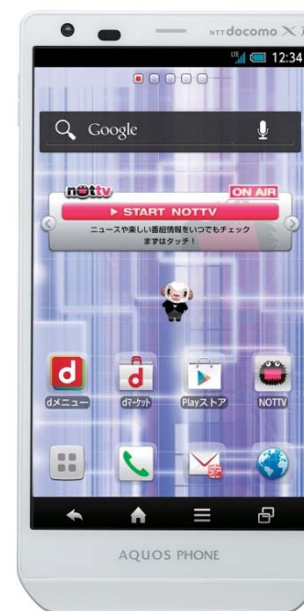 NTT docomo X
LTE 12:34
Google
nottv ON AIR
▶ START NOTTV
ニュースや楽しい番組情報をいつでもチェック
まずはタッチ！
d d
dメニュー dマーケット Playストア NOTTV
AQUOS PHONE